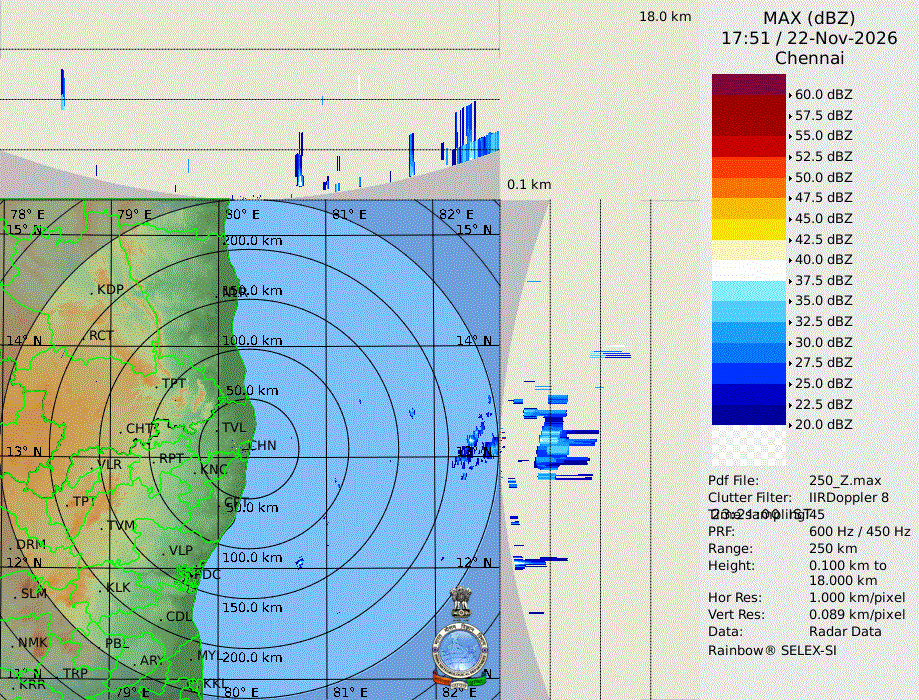 18.0 km
0.1 km
MAX (dBZ)
17:51 / 22-Nov-2026
Chennai
60.0 dBZ
57.5 dBZ
55.0 dBZ
52.5 dBZ
50.0 dBZ
47.5 dBZ
45.0 dBZ
42.5 dBZ
40.0 dBZ
37.5 dBZ
35.0 dBZ
32.5 dBZ
30.0 dBZ
27.5 dBZ
25.0 dBZ
22.5 dBZ
20.0 dBZ
Pdf File: 250_Z.max
Clutter Filter: IIRDoppler 8
PRF: 600 Hz / 450 Hz
Range: 250 km
Height: 0.100 km to
18.000 km
Hor Res: 1.000 km/pixel
Vert Res: 0.089 km/pixel
Data: Radar Data
Rainbow® SELEX-SI
78° E 79° E 80° E 81° E 82° E
15° N 15° N
200.0 km
KDP
150.0 km
RCT
14° N 100.0 km 14° N
TPT
50.0 km
CHT TVL
CHN
13° N 13° N
VLR RPT
KNC
TPT
50.0 km
TVM
DRM
VLP
100.0 km
12° N 12° N
PDC
SLM KLK
150.0 km
CDL
NMK PBL
ARY MYL 200.0 km
TRP
11° N 11° N
KRR KKL
79° E 80° E 81° E 82° E